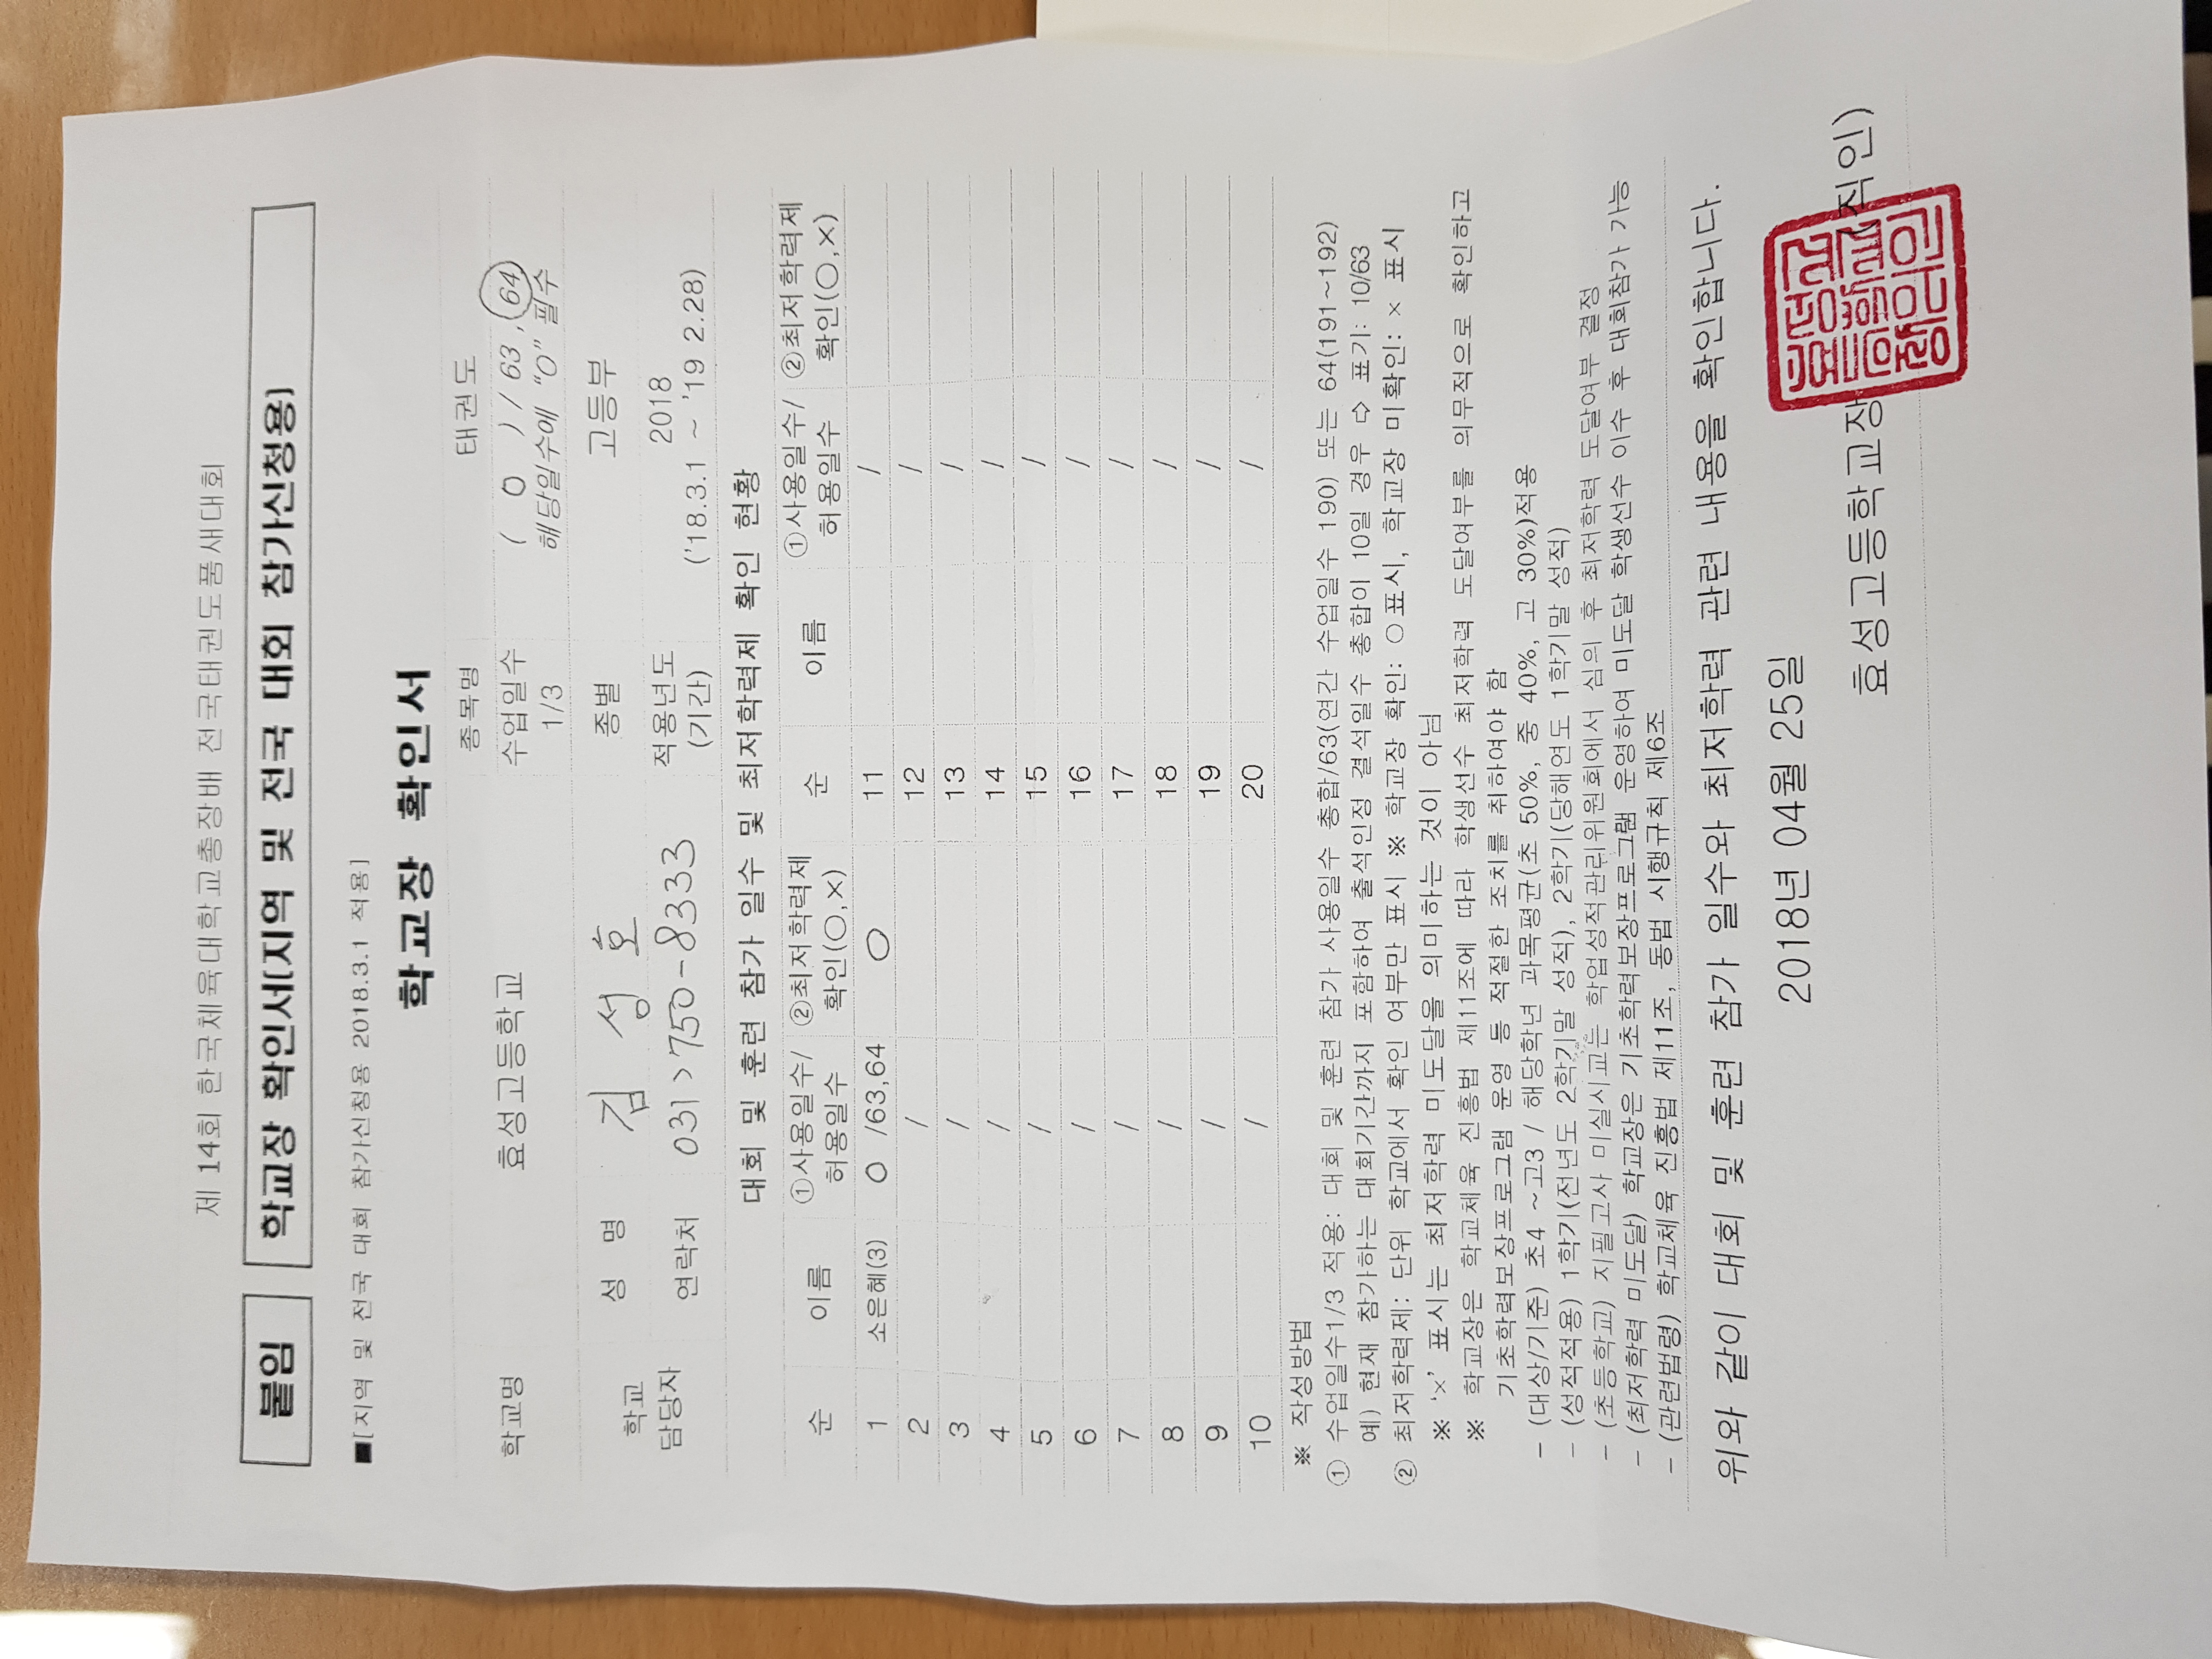 제 14회 한국체육대학교총장배 전국태권도품새대회
붙임 학교장 확인서(지역 및 전국 대회 참가신청용)
■[지역 및 전국 대회 참가신청용 2018.3.1 적용]
학교장 확인서
학교명 효성고등학교 종목명 태권도
수업일수 1/3 ( 0 ) / 63, 64
해당일수에 "O" 필수
학교 담당자 성 명 김 성 호 종별 고등부
연락처 031>750-8333 적용년도 (기간) 2018
('18.3.1 ~ '19 2.28)
대회 및 훈련 참가 일수 및 최저학력제 확인 현황
순 이름 ①사용일수/허용일수 ②최저학력제 확인(○,×) 순 이름 ①사용일수/허용일수 ②최저학력제 확인(○,×)
1 소은혜(3) 0 /63,64 ○ 11 /
2 / 12 /
3 / 13 /
4 / 14 /
5 / 15 /
6 / 16 /
7 / 17 /
8 / 18 /
9 / 19 /
10 / 20 /
※ 작성방법
① 수업일수1/3 적용: 대회 및 훈련 참가 사용일수 총합/63(연간 수업일수 190) 또는 64(191~192)
예) 현재 참가하는 대회기간까지 포함하여 출석인정 결석일수 총합이 10일 경우 ⇨ 표기: 10/63
② 최저학력제: 단위 학교에서 확인 여부만 표시 ※ 학교장 확인: ○표시, 학교장 미확인: × 표시
※ '×' 표시는 최저학력 미도달을 의미하는 것이 아님
※ 학교장은 학교체육 진흥법 제11조에 따라 학생선수 최저학력 도달여부를 의무적으로 확인하고
기초학력보장프로그램 운영 등 적절한 조치를 취하여야 함
- (대상/기준) 초4 ~고3 / 해당학년 과목평균(초 50%, 중 40%, 고 30%)적용
- (성적적용) 1학기(전년도 2학기말 성적), 2학기(당해연도 1학기말 성적)
- (초등학교) 지필고사 미실시교는 학업성적관리위원회에서 심의 후 최저학력 도달여부 결정
- (최저학력 미도달) 학교장은 기초학력보장프로그램 운영하여 미도달 학생선수 이수 후 대회참가 가능
- (관련법령) 학교체육 진흥법 제11조, 동법 시행규칙 제6조
위와 같이 대회 및 훈련 참가 일수와 최저학력 관련 내용을 확인합니다.
2018년 04월 25일
효성고등학교장 (직인)